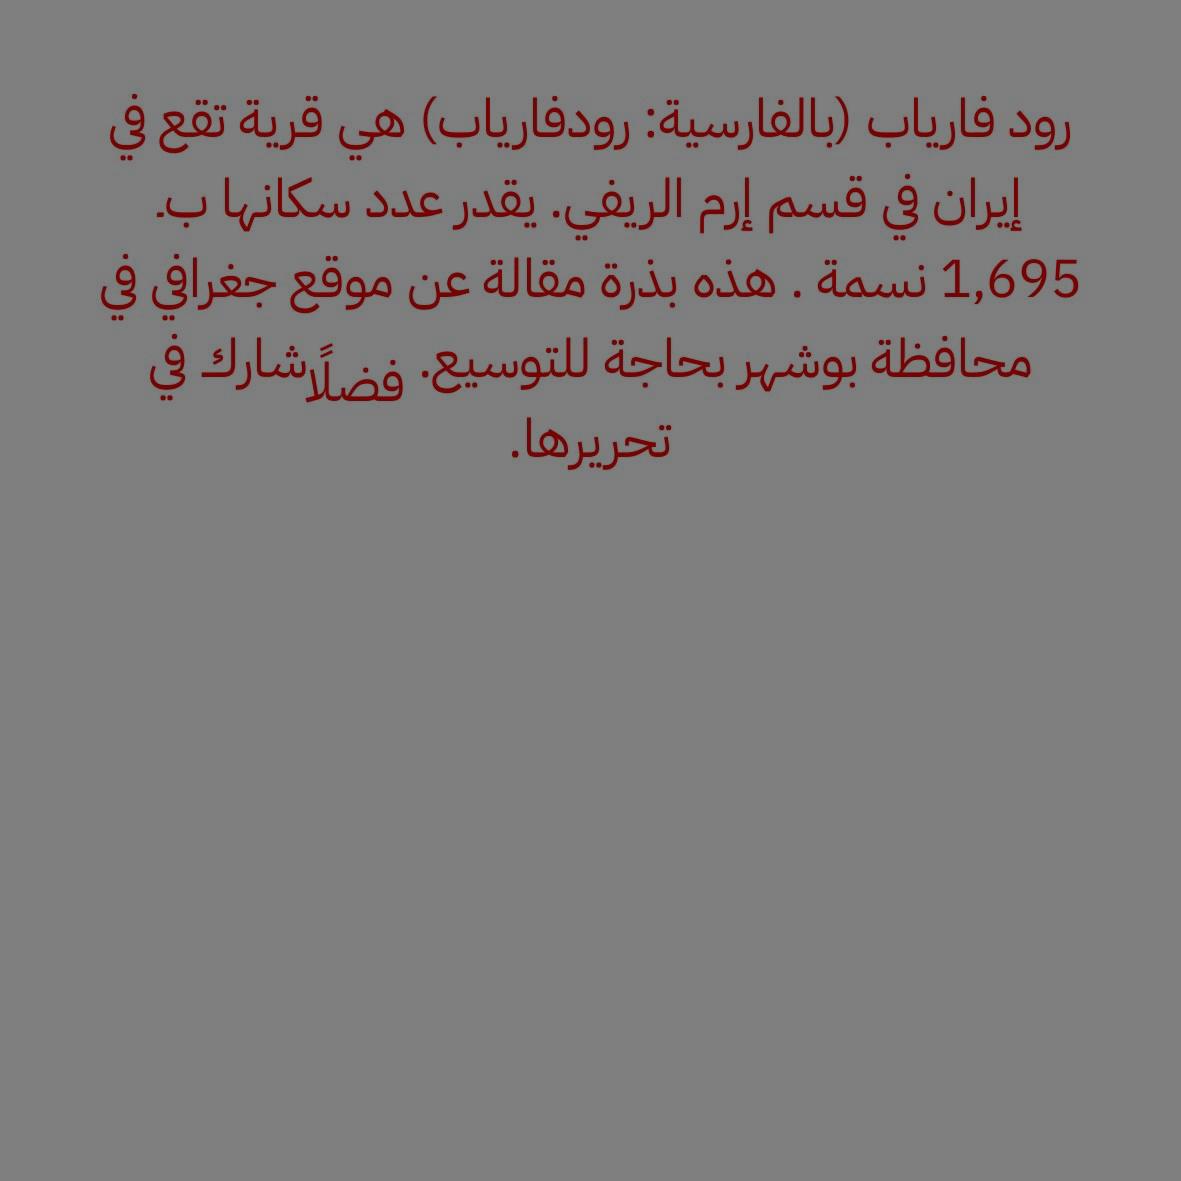 رود فارياب (بالفارسية: رودفارياب) هي قرية تقع في
إيران في قسم إرم الريفي. يقدر عدد سكانها ب‍
1,695 نسمة . هذه بذرة مقالة عن موقع جغرافي في
محافظة بوشهر بحاجة للتوسيع. فضلًا شارك في
تحريرها.